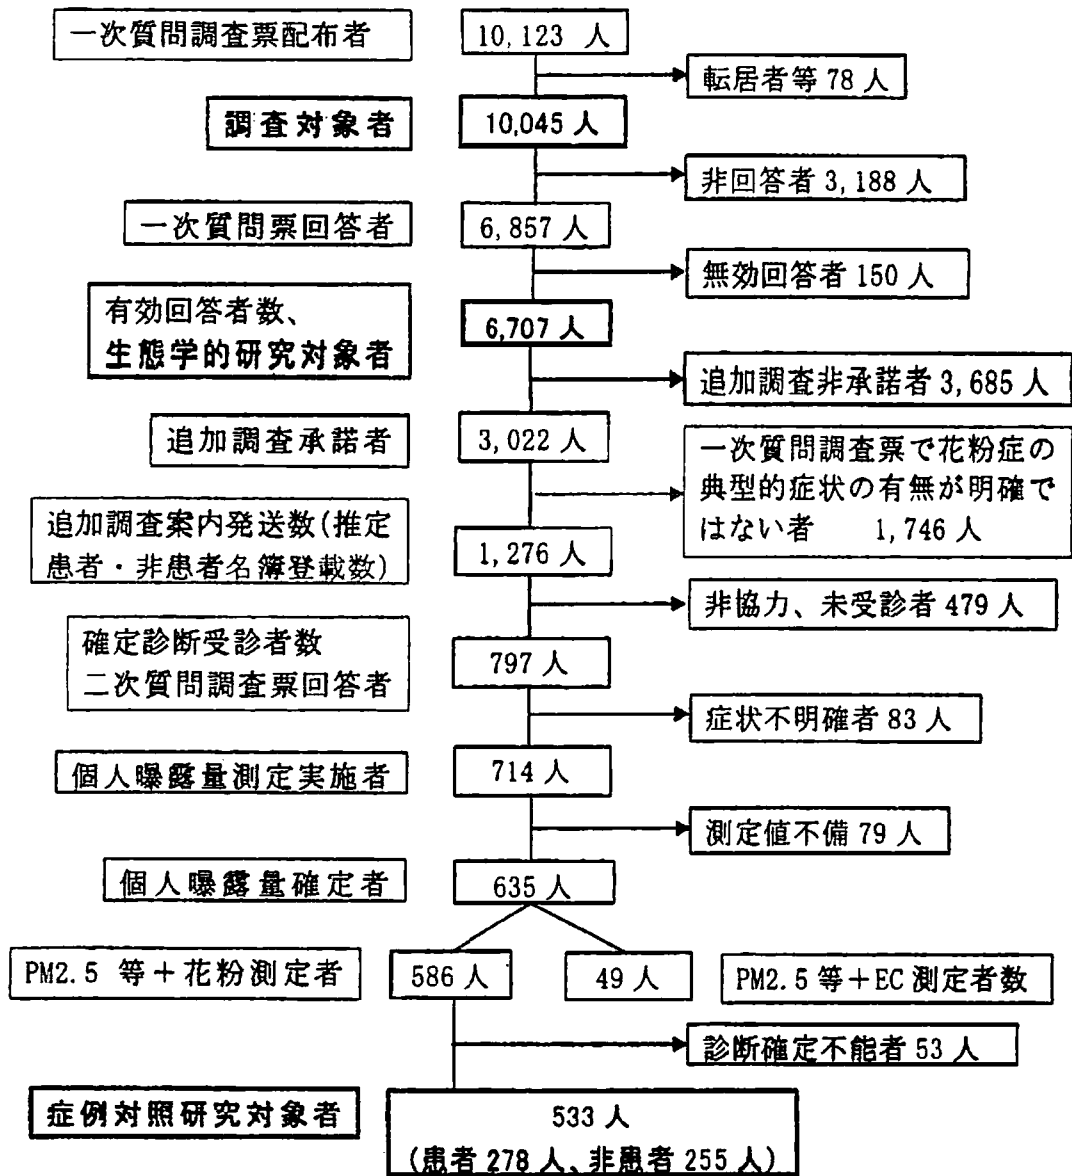 一次質問調査票配布者
10,123 人
転居者等 78 人
調査対象者
10,045 人
非回答者 3,188 人
一次質問票回答者
6,857 人
無効回答者 150 人
有効回答者数、
生態学的研究対象者
6,707 人
追加調査非承諾者 3,685 人
追加調査承諾者
3,022 人
一次質問調査票で花粉症の
典型的症状の有無が明確で
はない者 1,746 人
追加調査案内発送数(推定
患者・非患者名簿登載数)
1,276 人
非協力、未受診者 479 人
確定診断受診者数
二次質問調査票回答者
797 人
症状不明確者 83 人
個人曝露量測定実施者
714 人
測定値不備 79 人
個人曝露量確定者
635 人
PM2.5 等+花粉測定者
586 人
49 人
PM2.5 等+EC 測定者数
診断確定不能者 53 人
症例対照研究対象者
533 人
(患者 278 人、非患者 255 人)